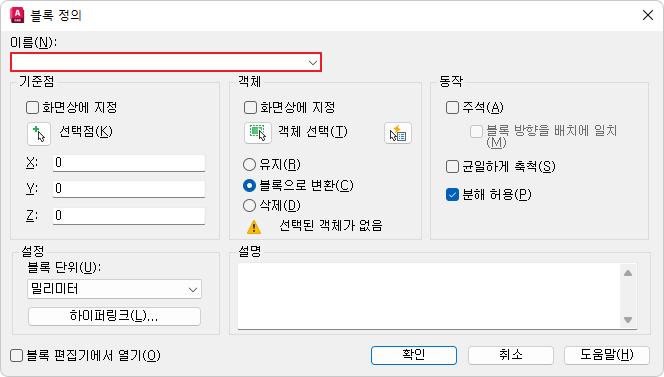 블록 정의
이름(N):
기준점
화면상에 지정
선택점(K)
X: 0
Y: 0
Z: 0
객체
화면상에 지정
객체 선택(T)
유지(R)
블록으로 변환(C)
삭제(D)
선택된 객체가 없음
동작
주석(A)
블록 방향을 배치에 일치
(M)
균일하게 축척(S)
분해 허용(P)
설정
블록 단위(U):
밀리미터
하이퍼링크(L)...
설명
블록 편집기에서 열기(O)
확인
취소
도움말(H)